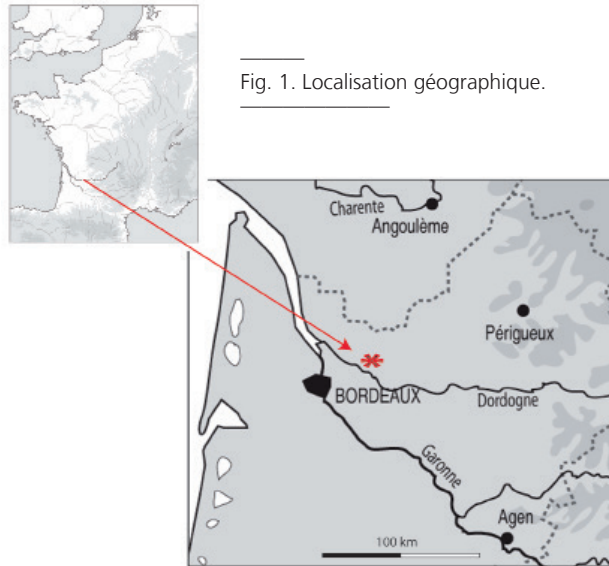 Fig. 1. Localisation géographique.
Charente
Angoulême
Périgueux
BORDEAUX
Dordogne
Garonne
Agen
100 km